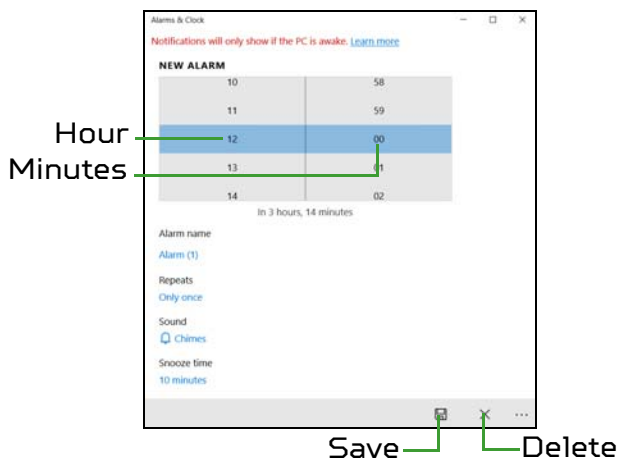 Alarms & Clock
Notifications will only show if the PC is awake. Learn more
NEW ALARM
10 58
11 59
Hour 12 00
Minutes 13 01
14 02
In 3 hours, 14 minutes
Alarm name
Alarm (1)
Repeats
Only once
Sound
Chimes
Snooze time
10 minutes
Save Delete